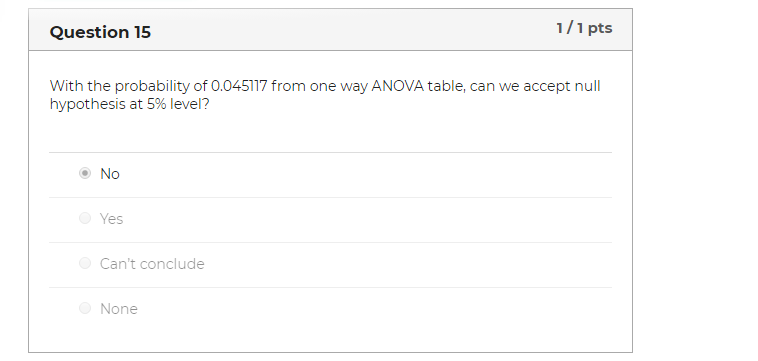 Question 15
1 / 1 pts
With the probability of 0.045117 from one way ANOVA table, can we accept null
hypothesis at 5% level?
No
Yes
Can't conclude
None